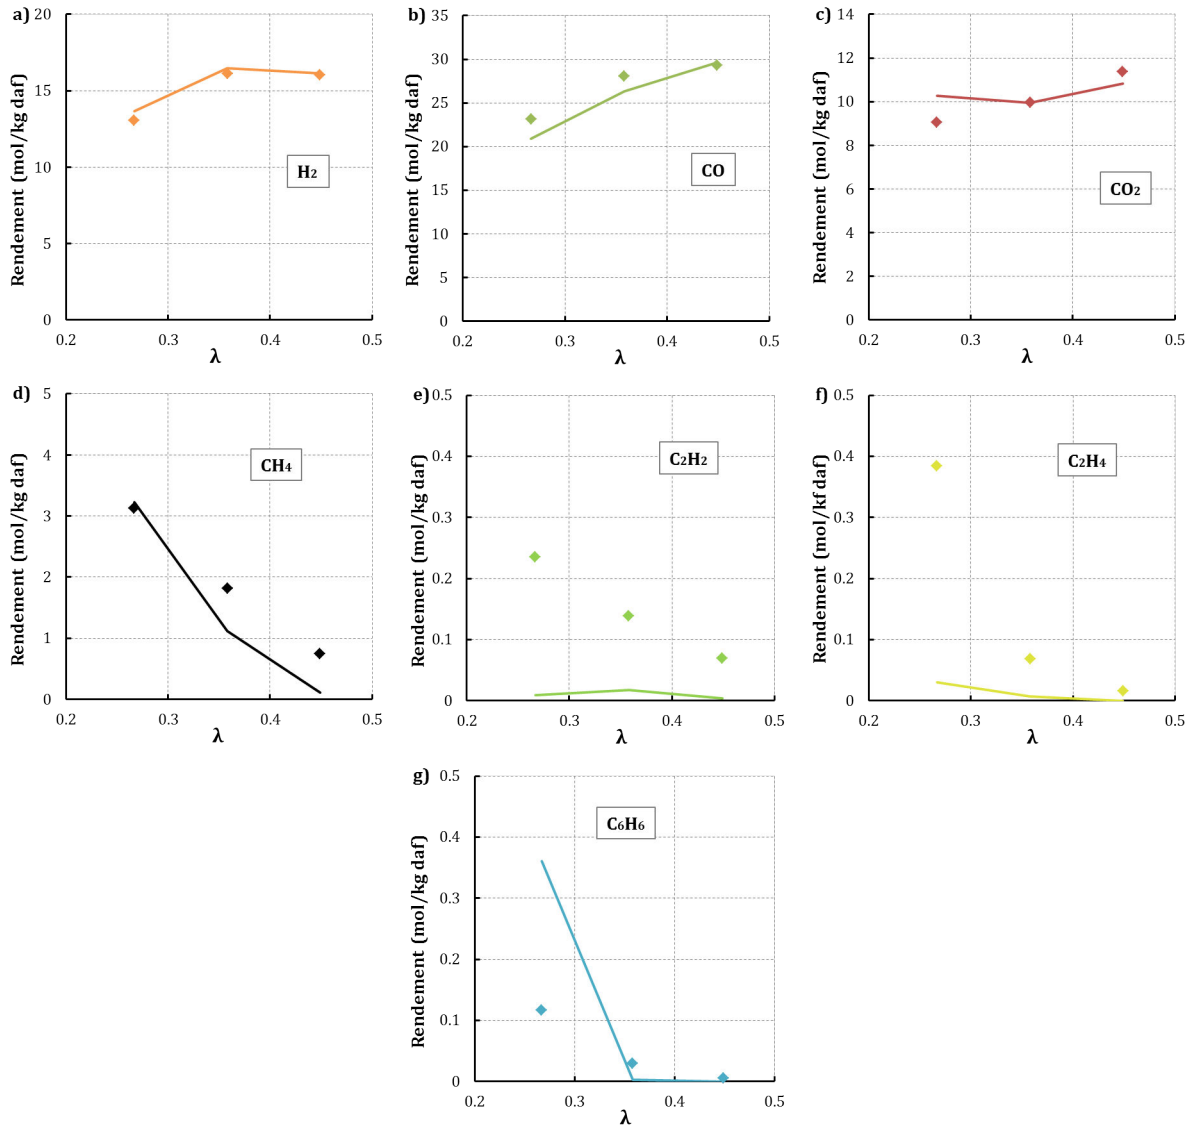 a)
Rendement (mol/kg daf)
20
15
10
5
0
0.2
0.3
0.4
0.5
λ
H2
b)
Rendement (mol/kg daf)
35
30
25
20
15
10
5
0
0.2
0.3
0.4
0.5
λ
CO
c)
Rendement (mol/kg daf)
14
12
10
8
6
4
2
0
0.2
0.3
0.4
0.5
λ
CO2
d)
Rendement (mol/kg daf)
5
4
3
2
1
0
0.2
0.3
0.4
0.5
λ
CH4
e)
Rendement (mol/kg daf)
0.5
0.4
0.3
0.2
0.1
0
0.2
0.3
0.4
0.5
λ
C2H2
f)
Rendement (mol/kf daf)
0.5
0.4
0.3
0.2
0.1
0
0.2
0.3
0.4
0.5
λ
C2H4
g)
Rendement (mol/kg daf)
0.5
0.4
0.3
0.2
0.1
0
0.2
0.3
0.4
0.5
λ
C6H6